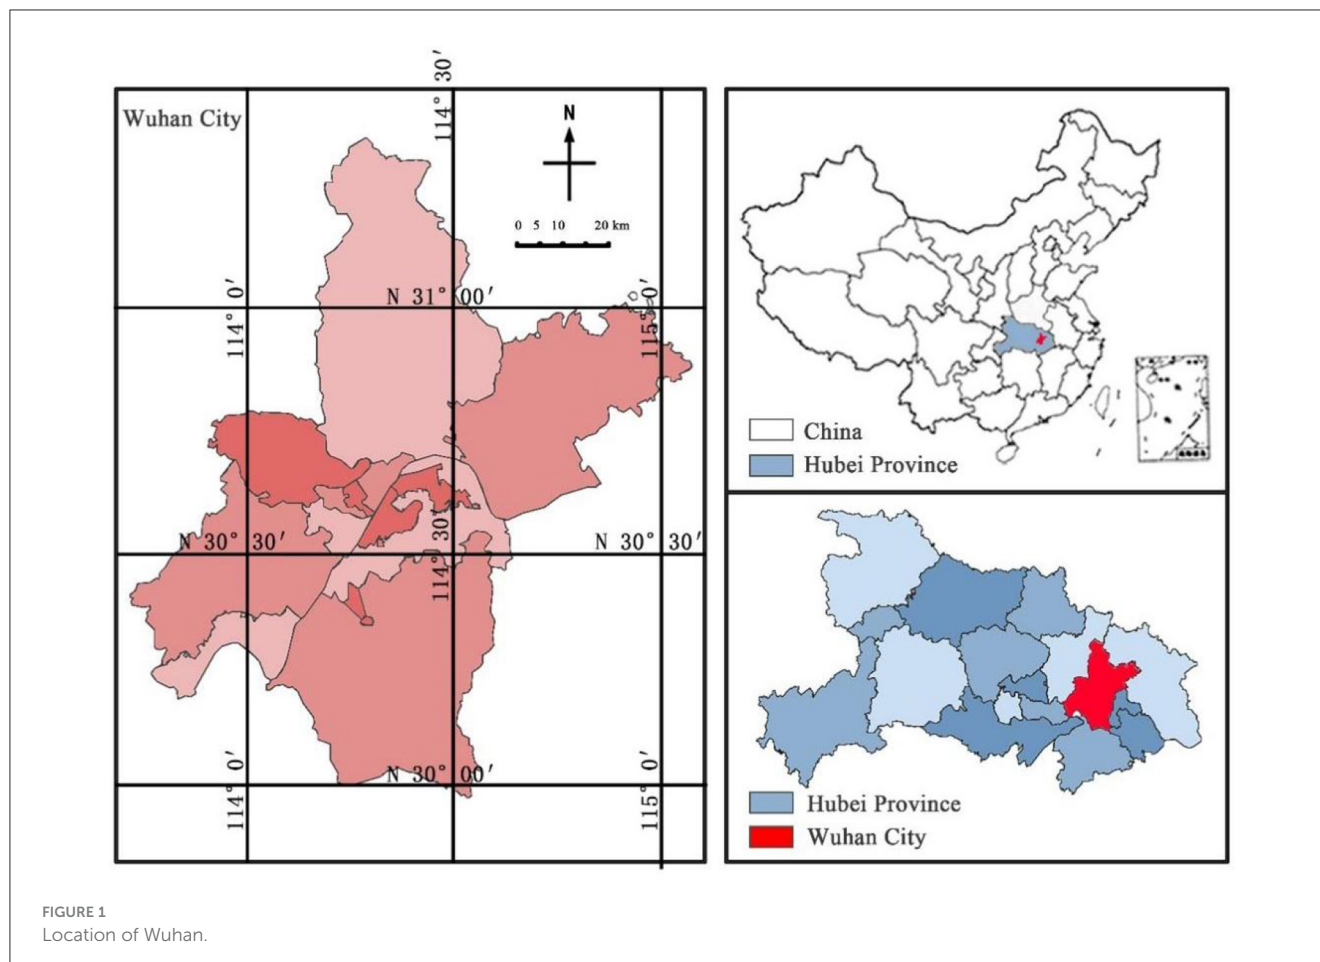 Wuhan City
114° 30′
N
0 5 10 20 km
N 31° 00′
114° 0′
115° 0′
N 30° 30′
N 30° 30′
114° 30′
N 30° 00′
114° 0′
115° 0′
China
Hubei Province
Hubei Province
Wuhan City
FIGURE 1
Location of Wuhan.